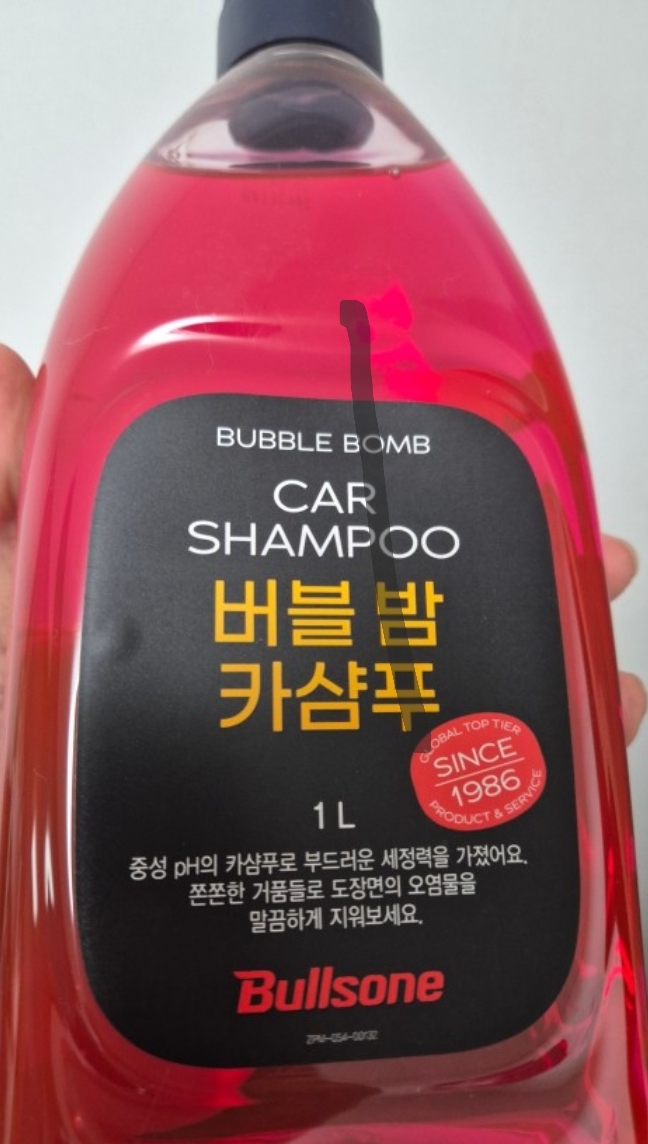 BUBBLE BOMB
CAR
SHAMPOO
버블 밤
카샴푸
GLOBAL TOP TIER
SINCE
1986
PRODUCT & SERVICE
1 L
중성 pH의 카샴푸로 부드러운 세정력을 가졌어요.
쫀쫀한 거품들로 도장면의 오염물을
말끔하게 지워보세요.
Bullsone